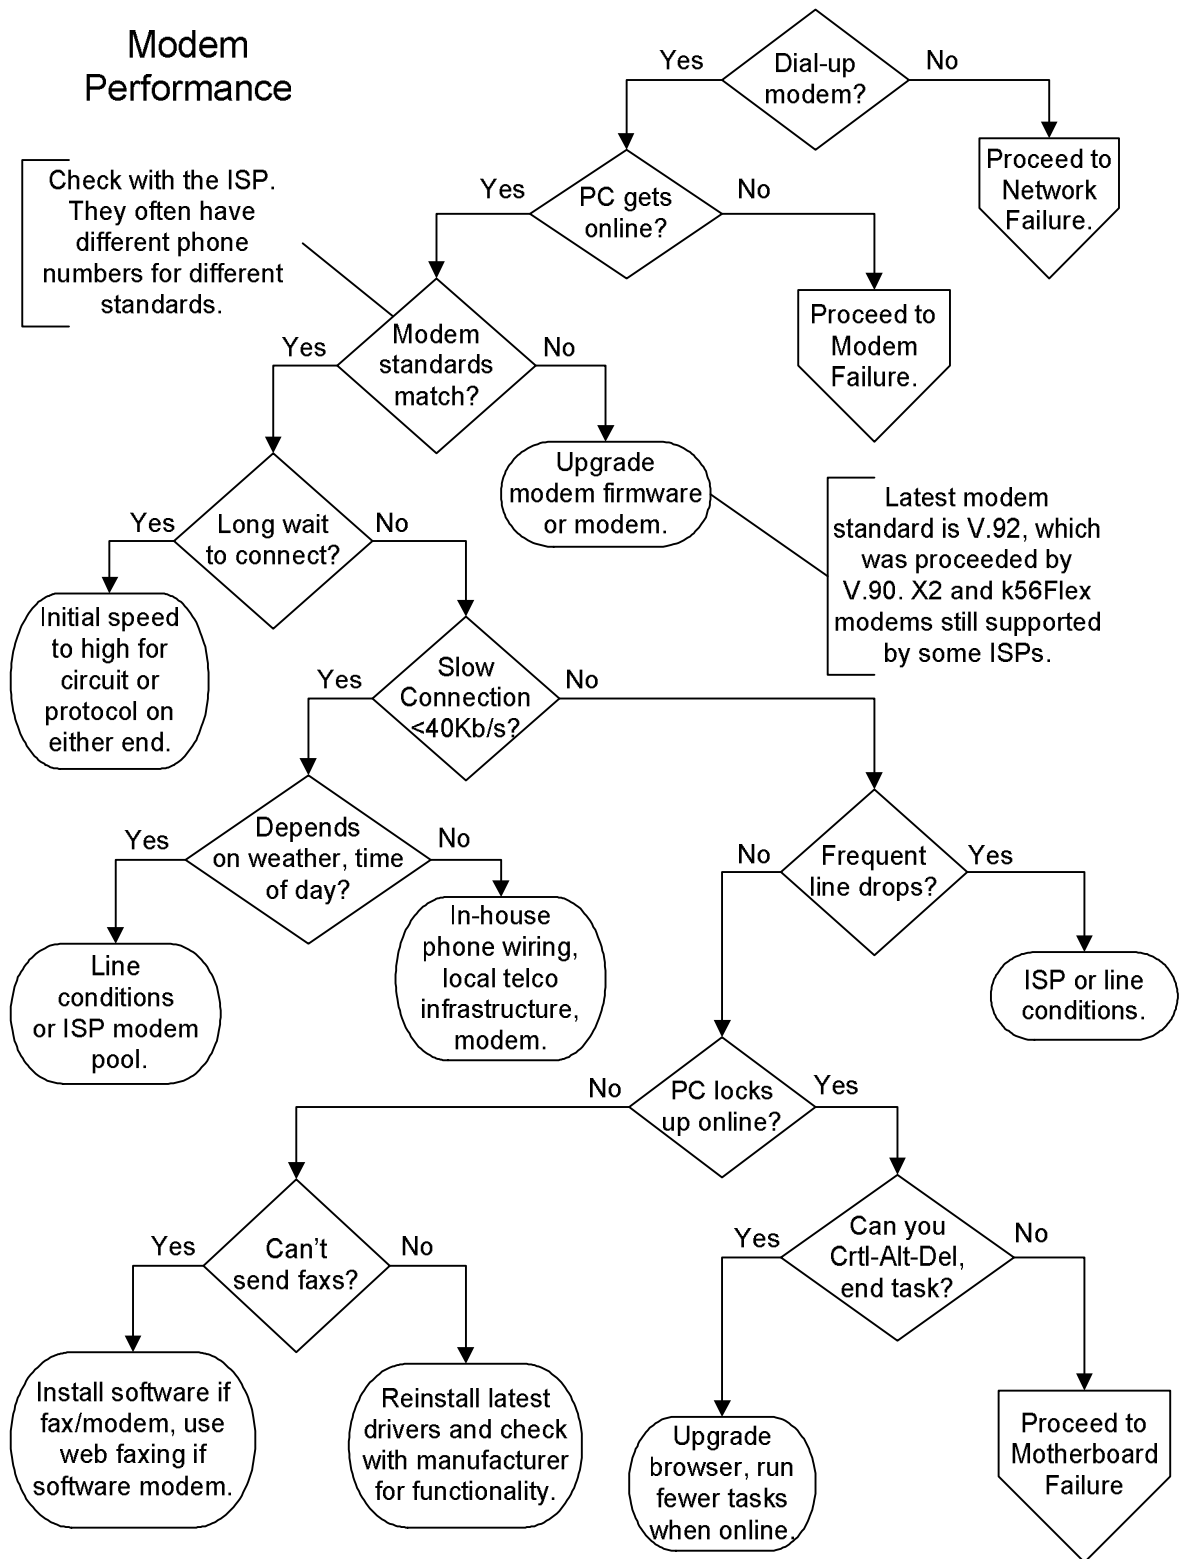 Modem
Performance
Yes
Dial-up
modem?
No
Proceed to
Network
Failure.
Check with the ISP.
They often have
different phone
numbers for different
standards.
Yes
PC gets
online?
No
Proceed to
Modem
Failure.
Yes
Modem
standards
match?
No
Upgrade
modem firmware
or modem.
Latest modem
standard is V.92, which
was proceeded by
V.90. X2 and k56Flex
modems still supported
by some ISPs.
Yes
Long wait
to connect?
No
Initial speed
to high for
circuit or
protocol on
either end.
Yes
Slow
Connection
<40Kb/s?
No
Yes
Depends
on weather, time
of day?
No
Line
conditions
or ISP modem
pool.
In-house
phone wiring,
local telco
infrastructure,
modem.
No
Frequent
line drops?
Yes
ISP or line
conditions.
No
PC locks
up online?
Yes
Yes
Can't
send faxs?
No
Install software if
fax/modem, use
web faxing if
software modem.
Reinstall latest
drivers and check
with manufacturer
for functionality.
Yes
Can you
Crtl-Alt-Del,
end task?
No
Upgrade
browser, run
fewer tasks
when online.
Proceed to
Motherboard
Failure